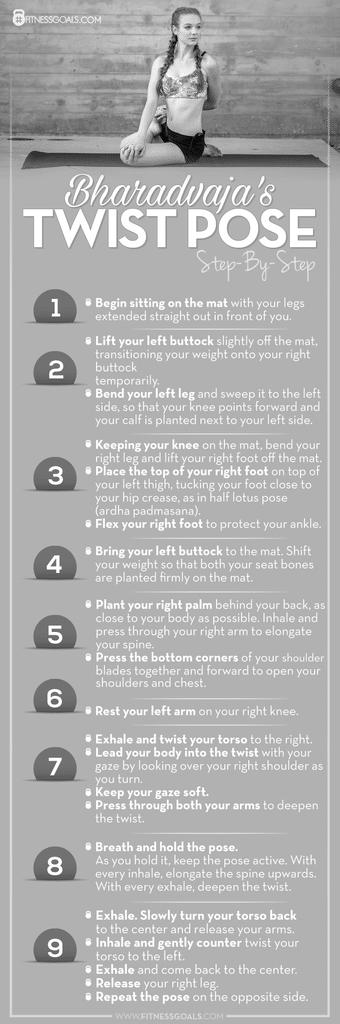 FITNESSGOALS.COM
Bharadvaja's
TWIST POSE
Step-By-Step
1
Begin sitting on the mat with your legs
extended straight out in front of you.
2
Lift your left buttock slightly off the mat,
transitioning your weight onto your right
buttock
temporarily.
Bend your left leg and sweep it to the left
side, so that your knee points forward and
your calf is planted next to your left side.
3
Keeping your knee on the mat, bend your
right leg and lift your right foot off the mat.
Place the top of your right foot on top of
your left thigh, tucking your foot close to
your hip crease, as in half lotus pose
(ardha padmasana).
Flex your right foot to protect your ankle.
4
Bring your left buttock to the mat. Shift
your weight so that both your seat bones
are planted firmly on the mat.
5
Plant your right palm behind your back, as
close to your body as possible. Inhale and
press through your right arm to elongate
your spine.
Press the bottom corners of your shoulder
blades together and forward to open your
shoulders and chest.
6
Rest your left arm on your right knee.
7
Exhale and twist your torso to the right.
Lead your body into the twist with your
gaze by looking over your right shoulder as
you turn.
Keep your gaze soft.
Press through both your arms to deepen
the twist.
8
Breath and hold the pose.
As you hold it, keep the pose active. With
every inhale, elongate the spine upwards.
With every exhale, deepen the twist.
9
Exhale. Slowly turn your torso back
to the center and release your arms.
Inhale and gently counter twist your
torso to the left.
Exhale and come back to the center.
Release your right leg.
Repeat the pose on the opposite side.
WWW.FITNESSGOALS.COM